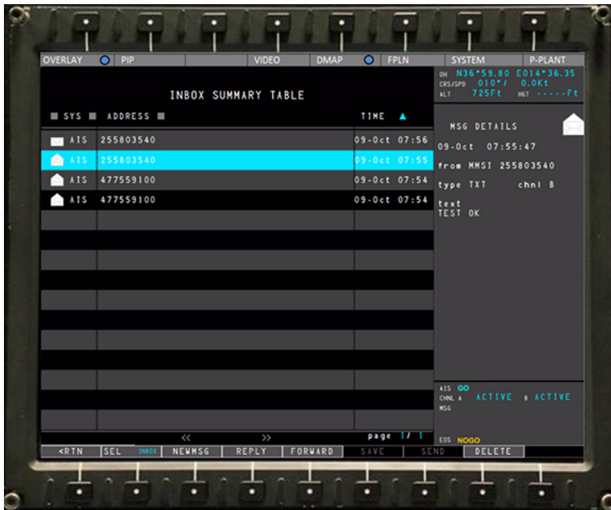 OVERLAY PIP VIDEO DMAP FPLN SYSTEM P-PLANT
OH N36°59.80 E014°36.35
CRS/SPD 010°/ 0.0Kt
ALT 725Ft HGT -----Ft
INBOX SUMMARY TABLE
SYS ADDRESS TIME
MSG DETAILS
AIS 255803540 09-Oct 07:56
AIS 255803540 09-Oct 07:55
AIS 477559100 09-Oct 07:54
AIS 477559100 09-Oct 07:54
09-Oct 07:55:47
from MMSI 255803540
type TXT chnl B
text
TEST OK
AIS GO
CHNL A ACTIVE B ACTIVE
MSG
EOS NOGO
<< >> page 1/ 1
<RTN SEL INBOX NEWMSG REPLY FORWARD SAVE SEND DELETE